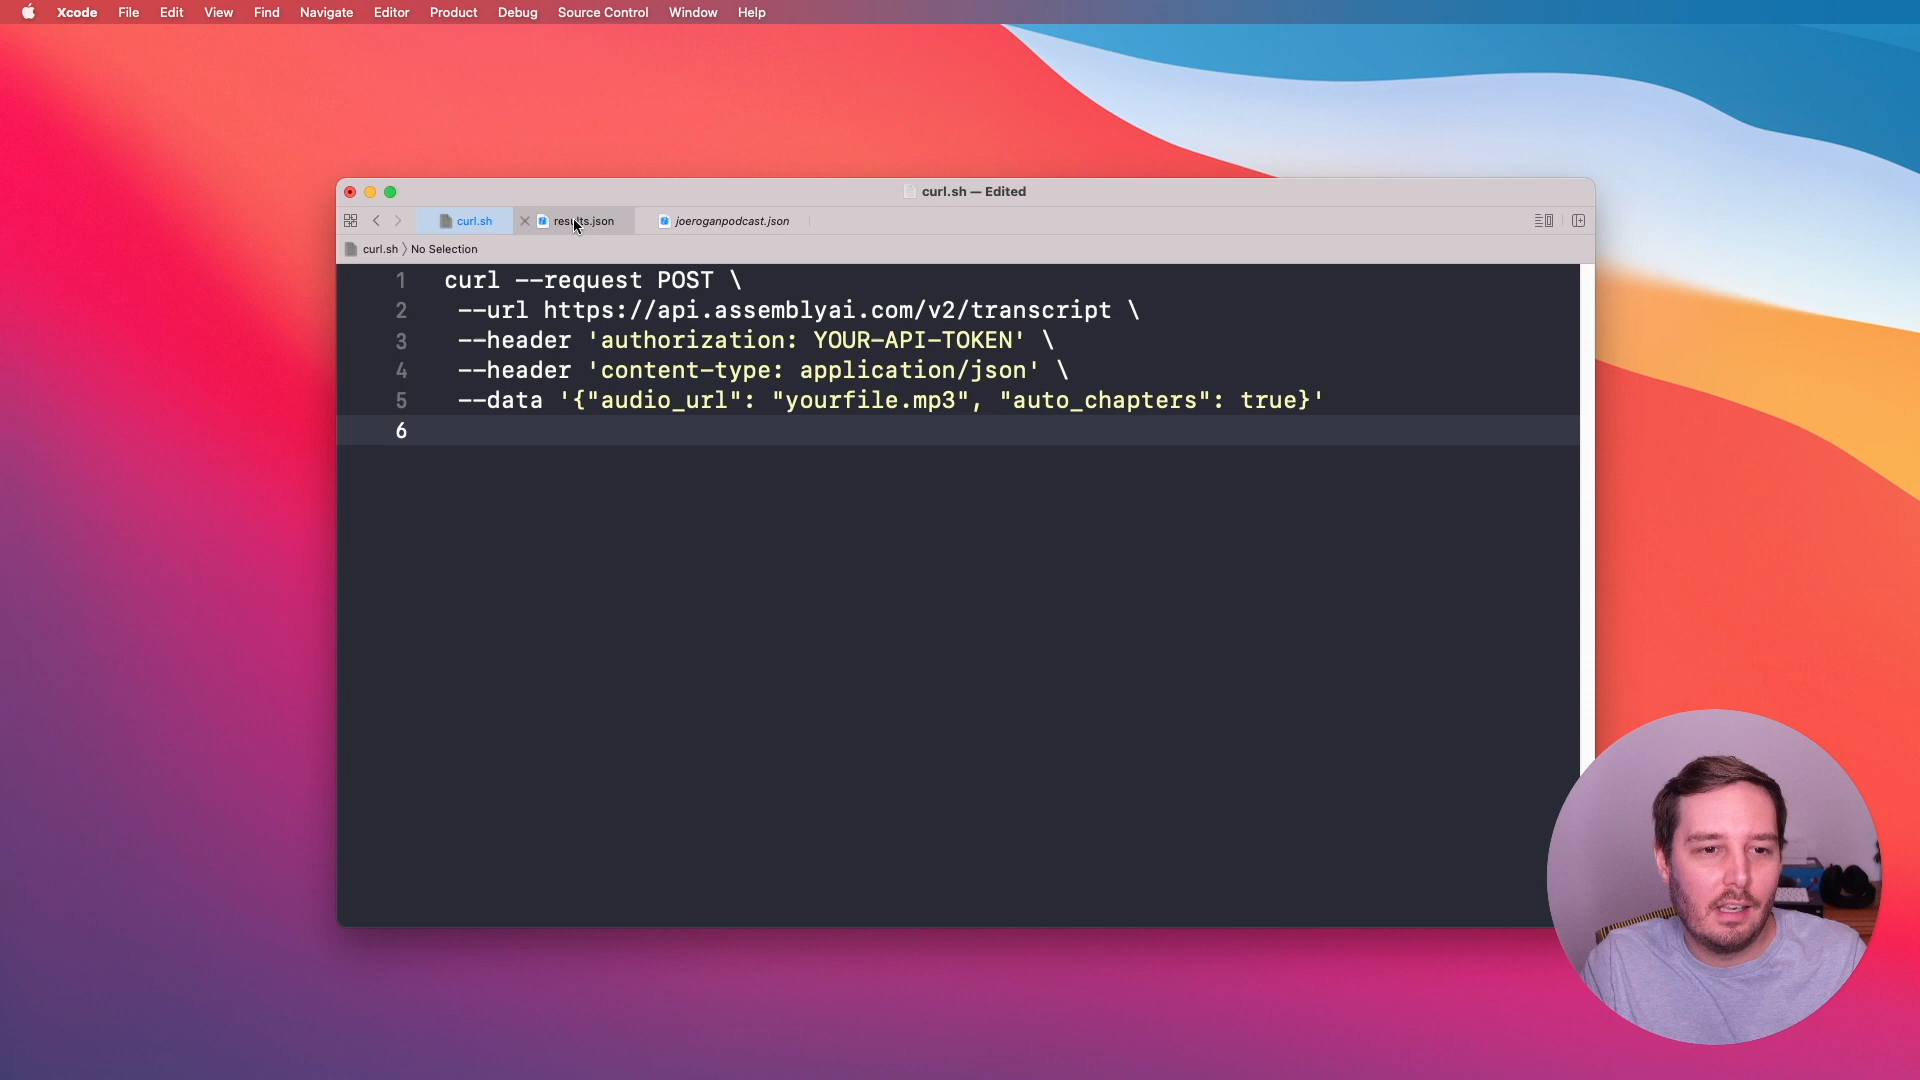 Xcode File Edit View Find Navigate Editor Product Debug Source Control Window Help
curl.sh — Edited
curl.sh results.json joeroganpodcast.json
curl.sh 〉 No Selection
1 curl --request POST \
2 --url https://api.assemblyai.com/v2/transcript \
3 --header 'authorization: YOUR-API-TOKEN' \
4 --header 'content-type: application/json' \
5 --data '{"audio_url": "yourfile.mp3", "auto_chapters": true}'
6